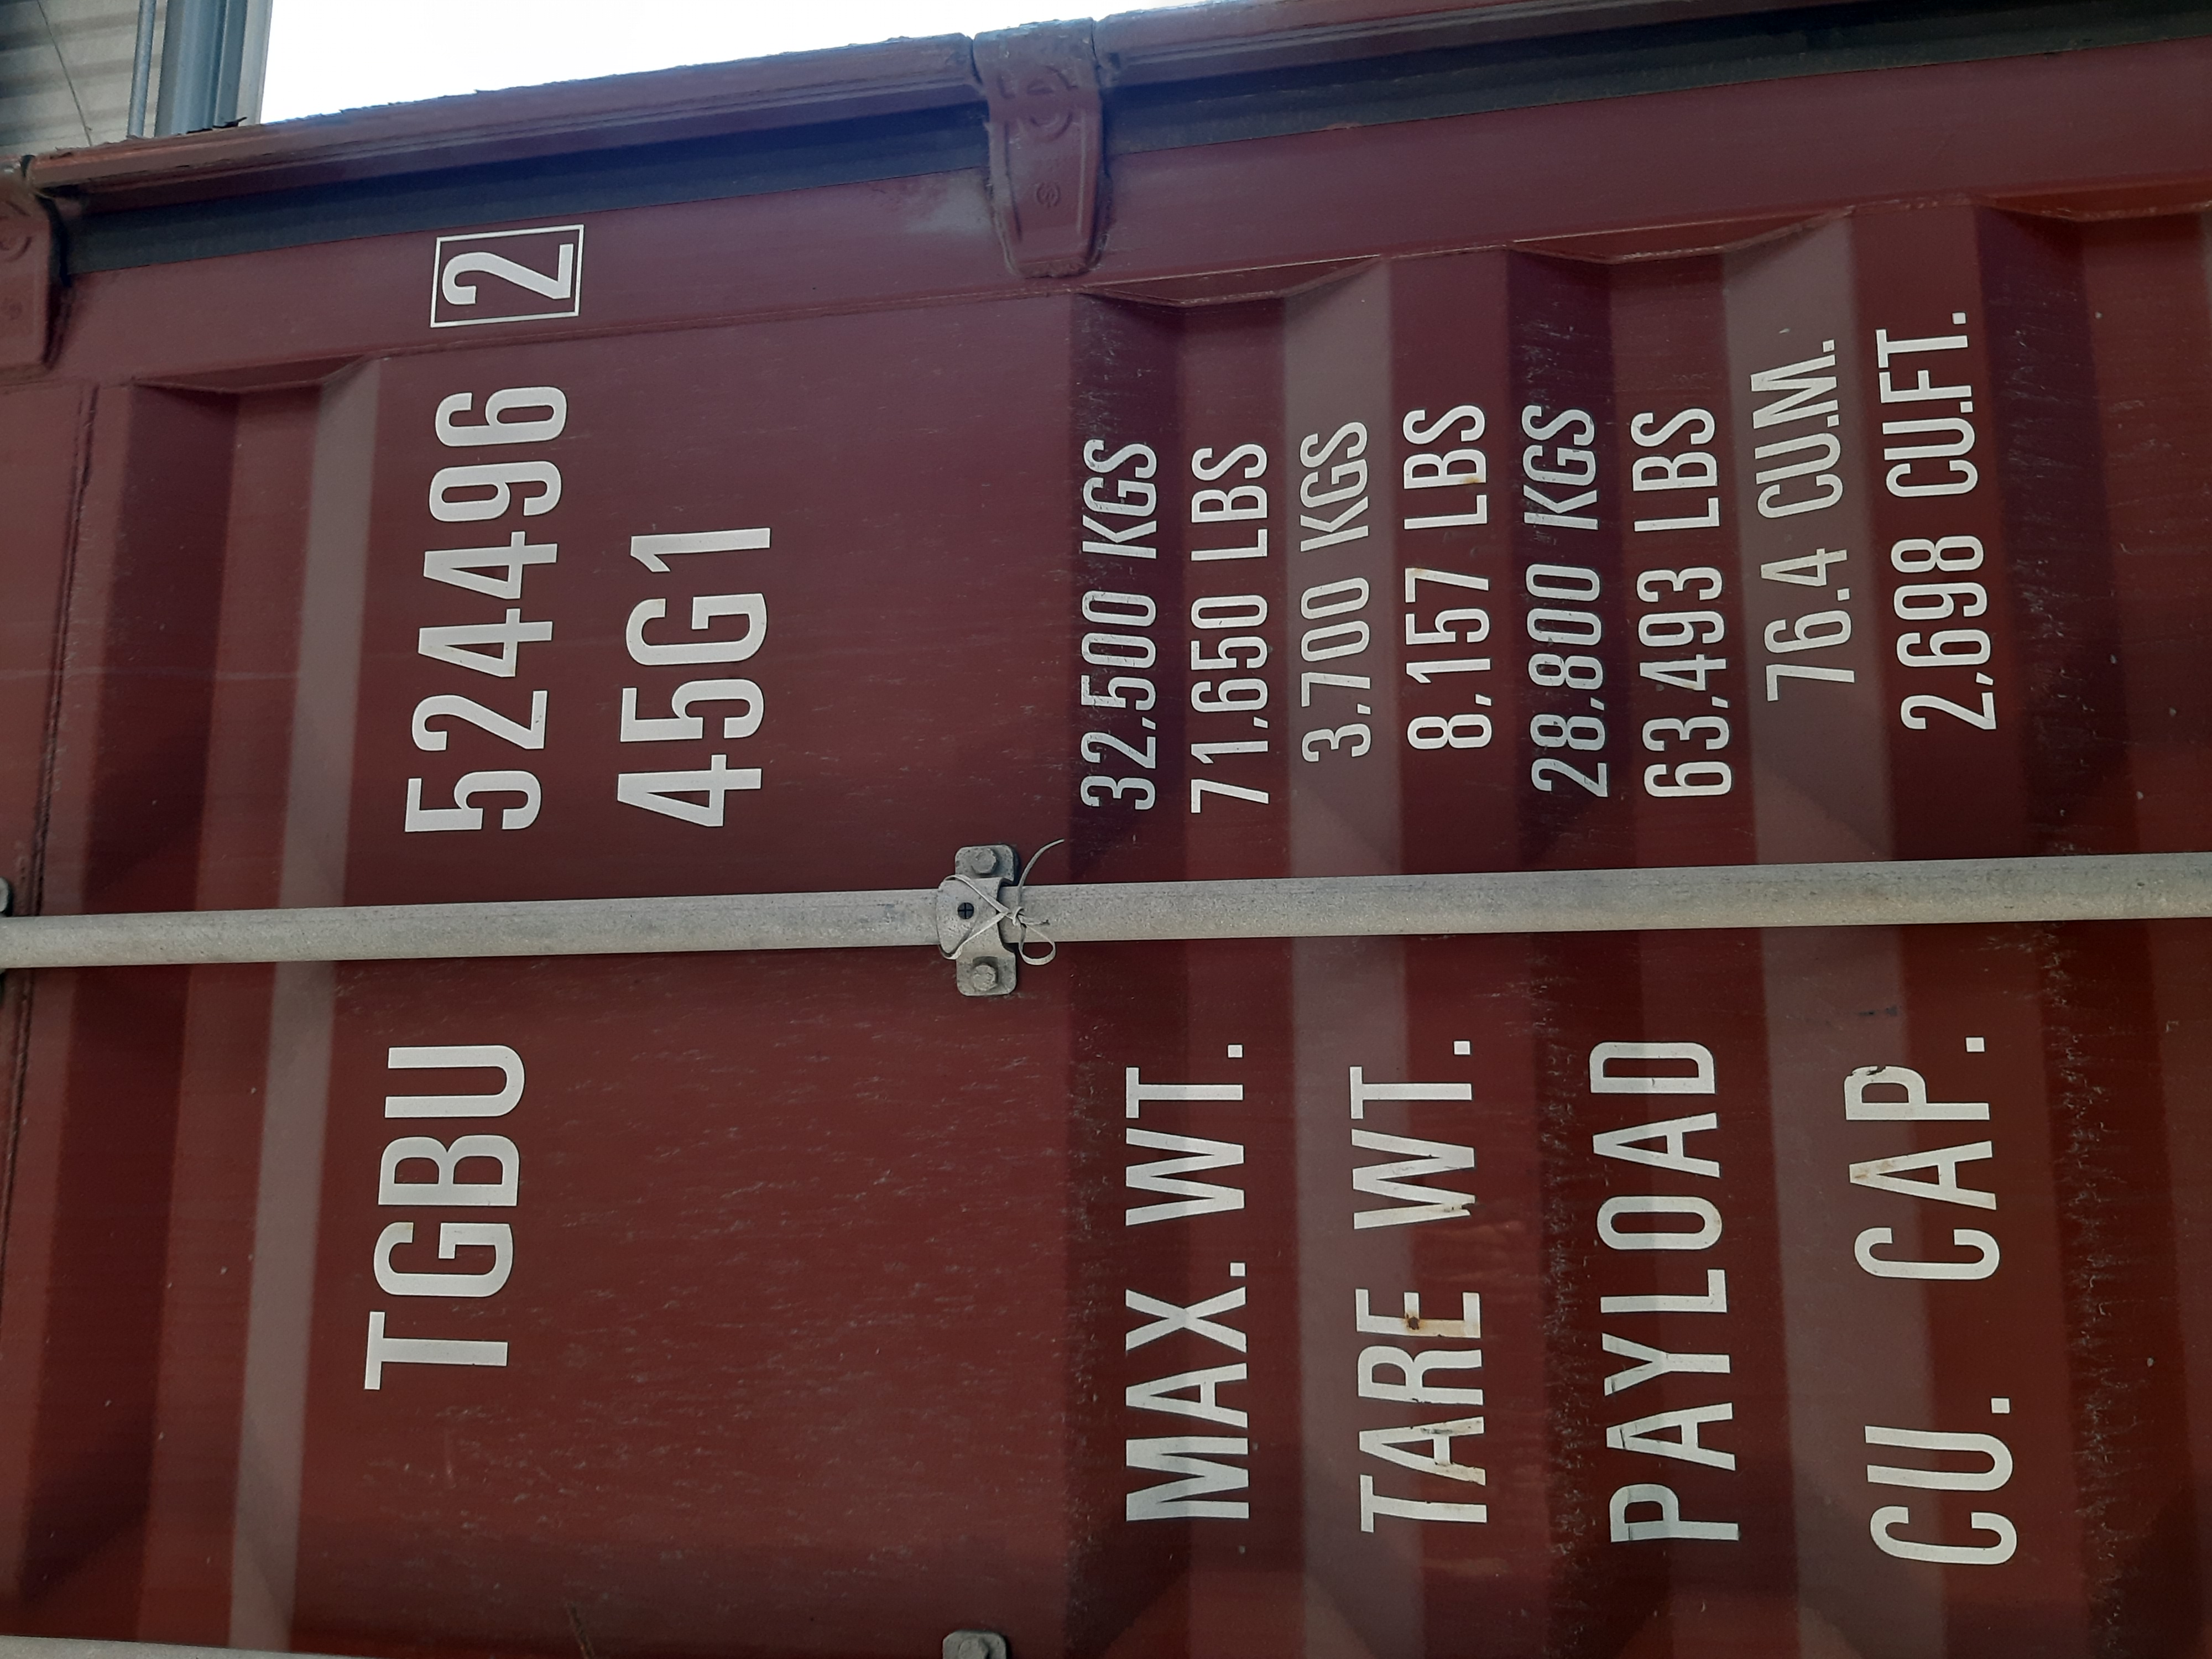 TGBU 524496 2
45G1
MAX. WT. 32,500 KGS
71,650 LBS
TARE WT. 3,700 KGS
8,157 LBS
PAYLOAD 28,800 KGS
63,493 LBS
CU. CAP. 76.4 CU.M.
2,698 CU.FT.